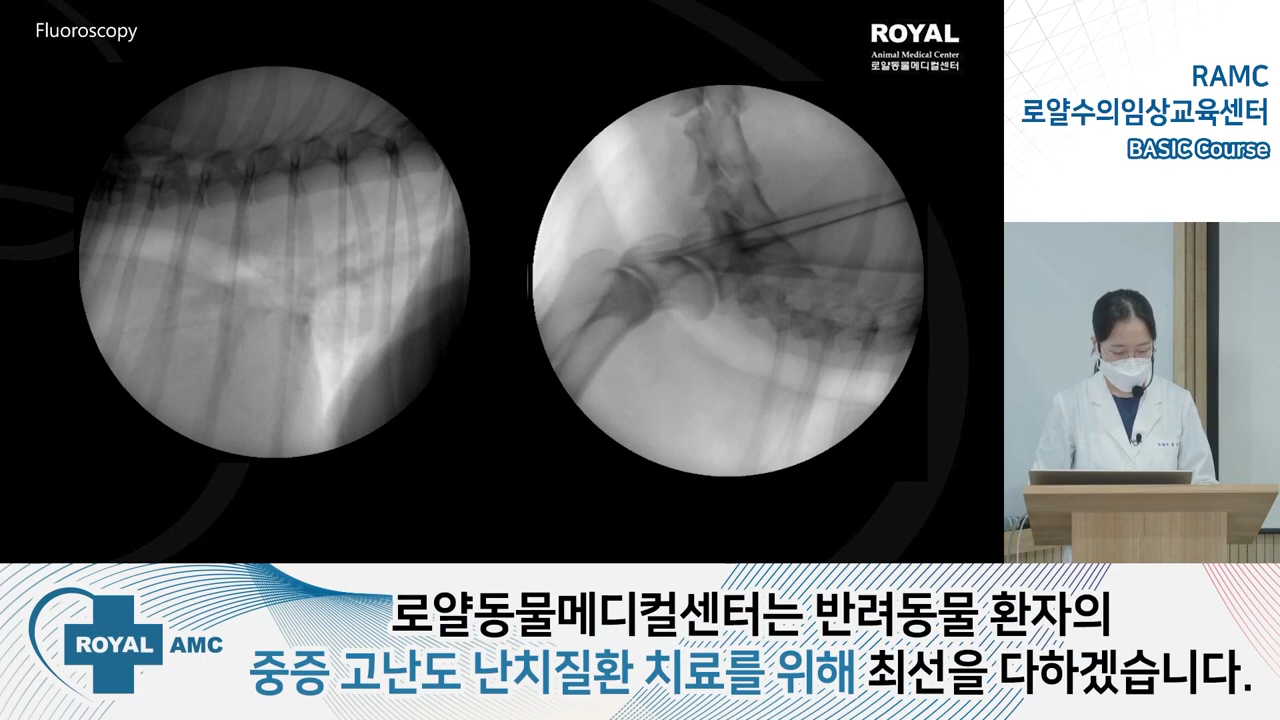 Fluoroscopy
ROYAL
Animal Medical Center
로얄동물메디컬센터
RAMC
로얄수의임상교육센터
BASIC Course
ROYAL AMC
로얄동물메디컬센터는 반려동물 환자의
중증 고난도 난치질환 치료를 위해 최선을 다하겠습니다.